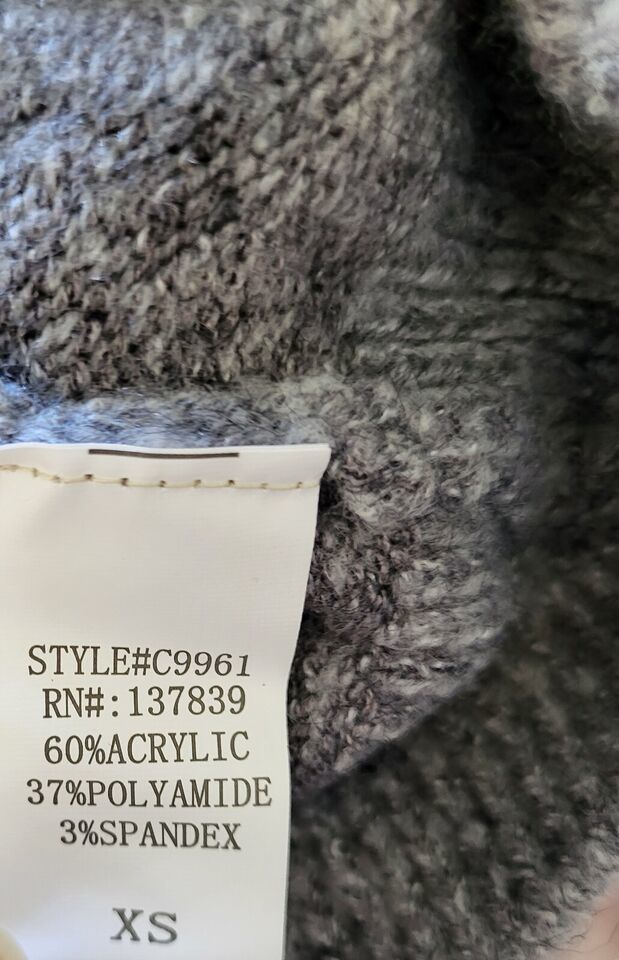 STYLE#C9961
RN#:137839
60%ACRYLIC
37%POLYAMIDE
3%SPANDEX
XS